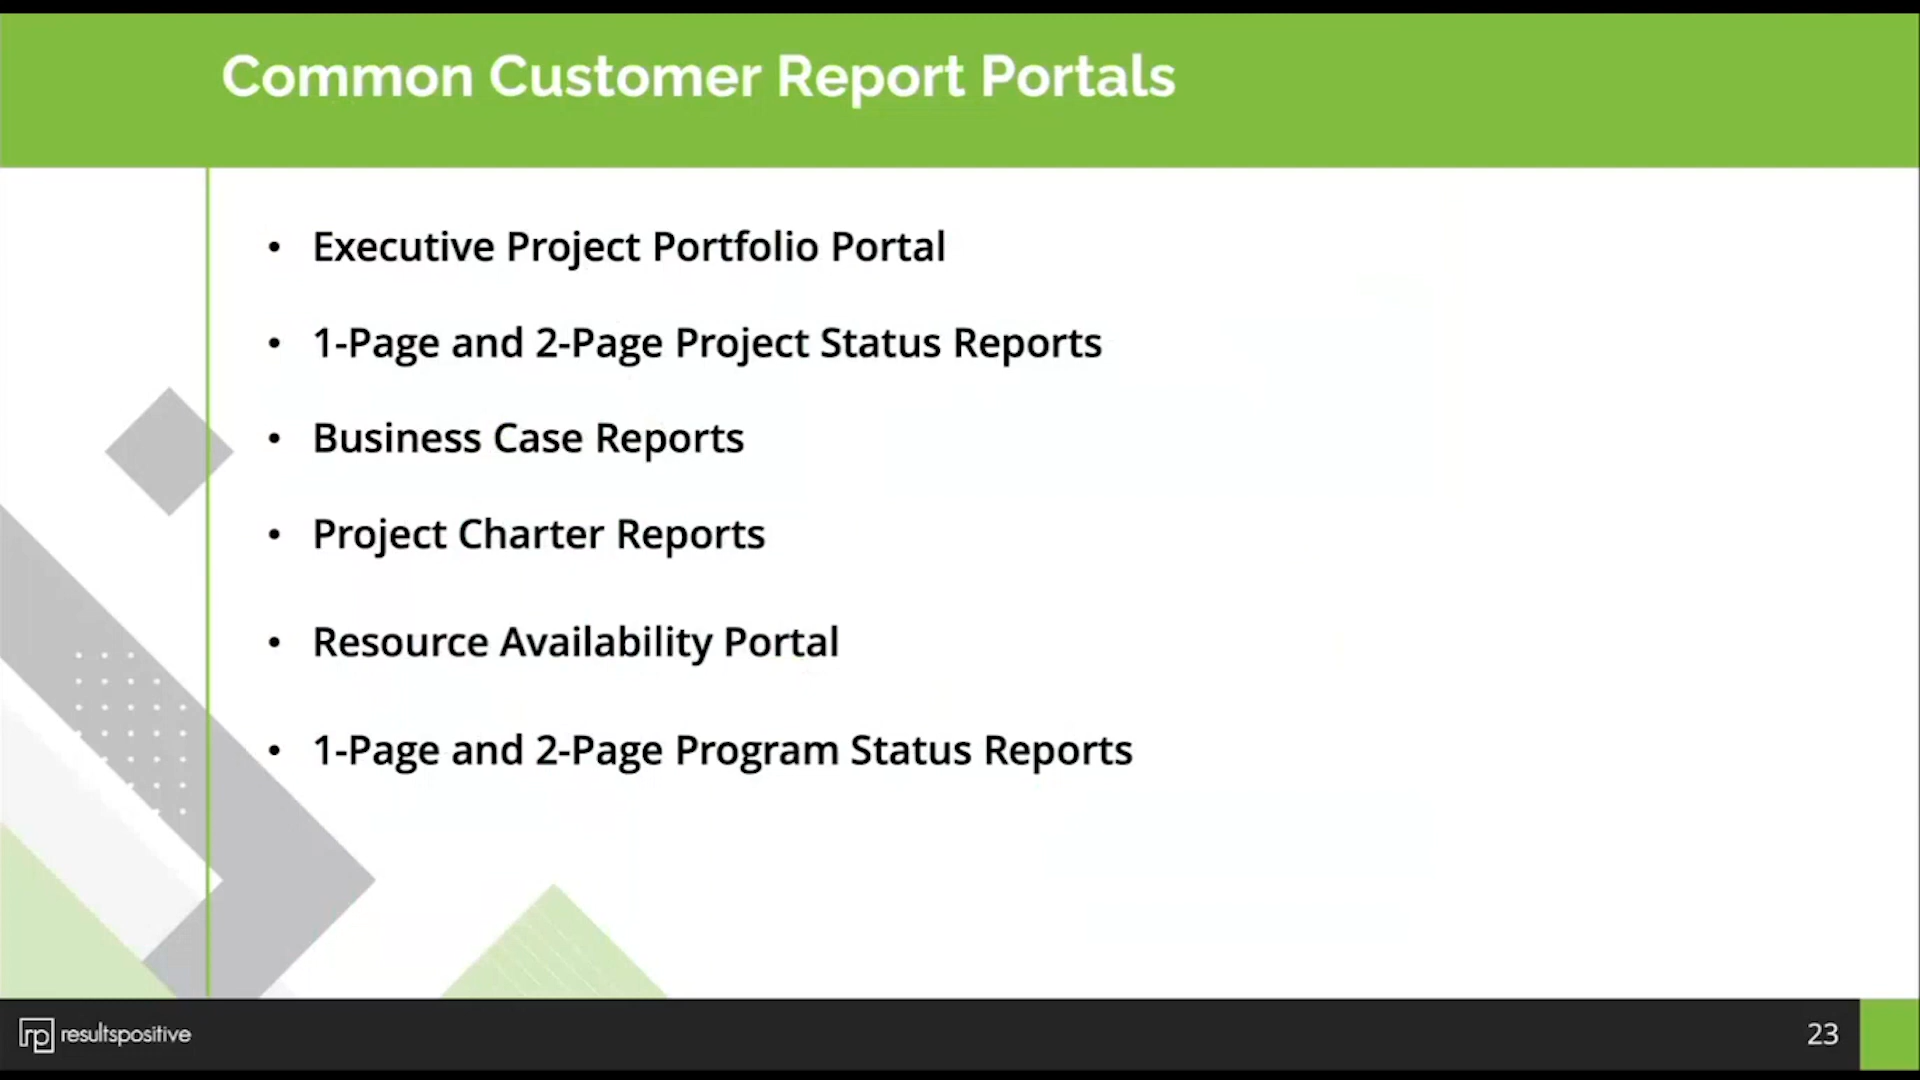 Common Customer Report Portals
• Executive Project Portfolio Portal
• 1-Page and 2-Page Project Status Reports
• Business Case Reports
• Project Charter Reports
• Resource Availability Portal
• 1-Page and 2-Page Program Status Reports
rp resultspositive
23